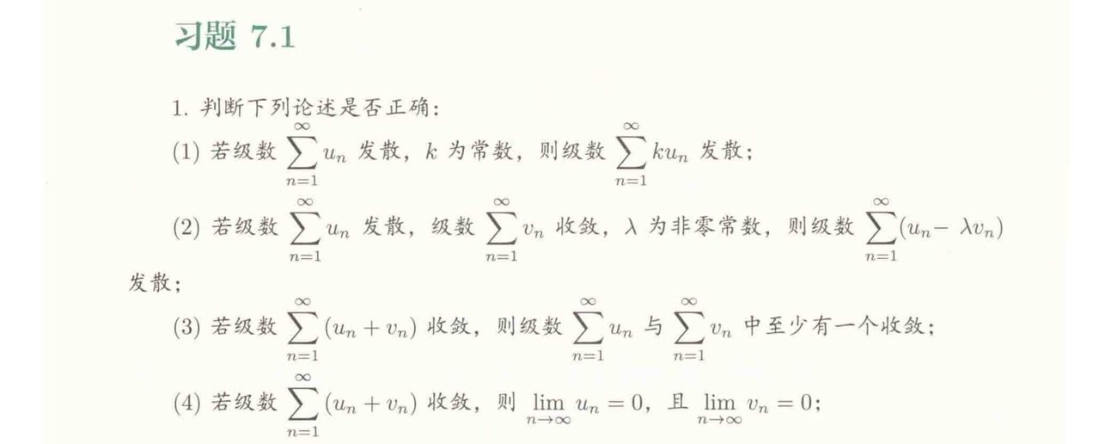 习题 7.1
1. 判断下列论述是否正确:
(1) 若级数 $\sum_{n=1}^{\infty} u_n$ 发散, k 为常数, 则级数 $\sum_{n=1}^{\infty} ku_n$ 发散;
(2) 若级数 $\sum_{n=1}^{\infty} u_n$ 发散, 级数 $\sum_{n=1}^{\infty} v_n$ 收敛, λ 为非零常数, 则级数 $\sum_{n=1}^{\infty} (u_n - λv_n)$
发散;
(3) 若级数 $\sum_{n=1}^{\infty} (u_n + v_n)$ 收敛, 则级数 $\sum_{n=1}^{\infty} u_n$ 与 $\sum_{n=1}^{\infty} v_n$ 中至少有一个收敛;
(4) 若级数 $\sum_{n=1}^{\infty} (u_n + v_n)$ 收敛, 则 $\lim_{n→∞} u_n = 0$, 且 $\lim_{n→∞} v_n = 0$;